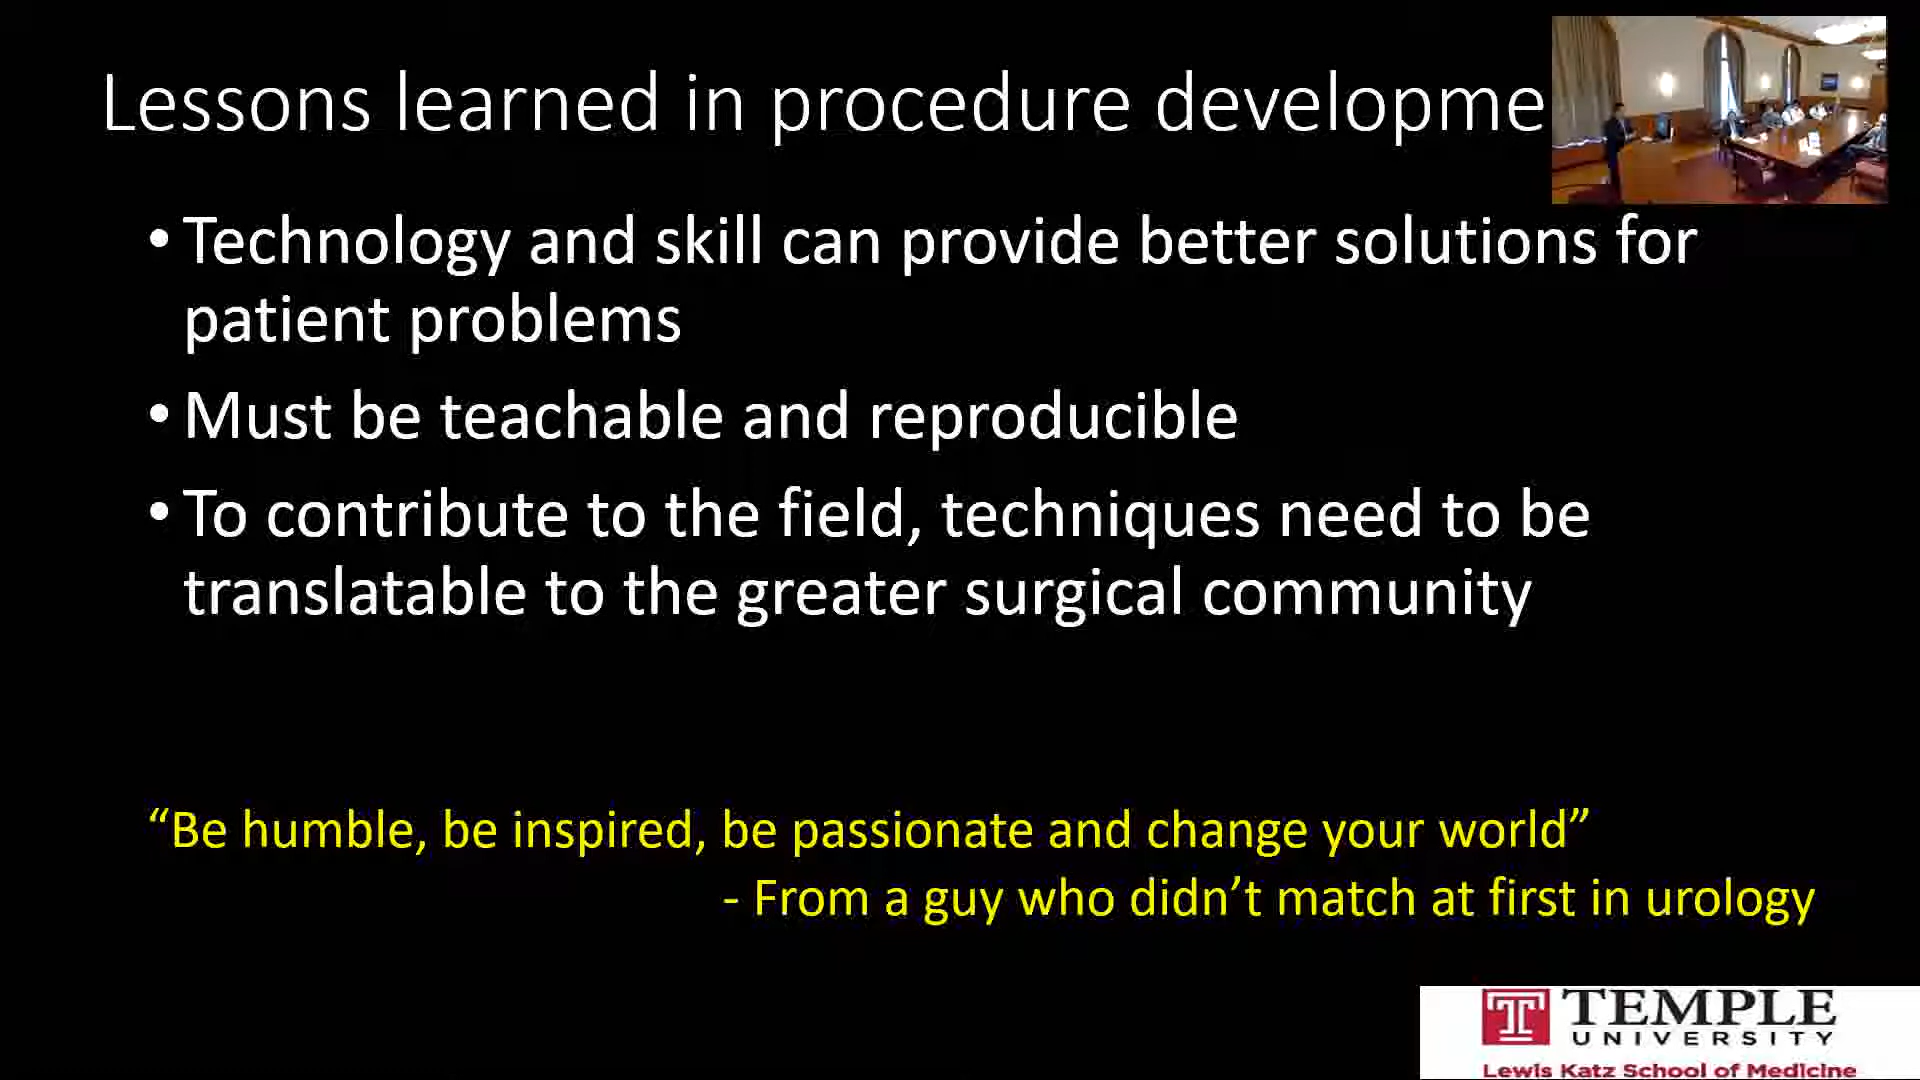 Lessons learned in procedure developme
• Technology and skill can provide better solutions for
patient problems
• Must be teachable and reproducible
• To contribute to the field, techniques need to be
translatable to the greater surgical community
“Be humble, be inspired, be passionate and change your world”
- From a guy who didn’t match at first in urology
TEMPLE
UNIVERSITY
Lewis Katz School of Medicine